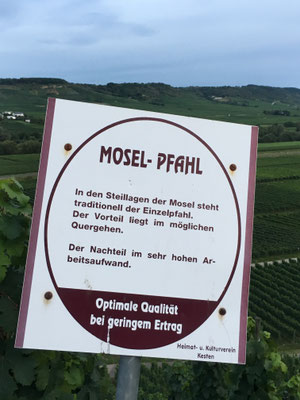 MOSEL- PFAHL
In den Steillagen der Mosel steht
traditionell der Einzelpfahl.
Der Vorteil liegt im möglichen
Quergehen.
Der Nachteil im sehr hohen Ar-
beitsaufwand.
Optimale Qualität
bei geringem Ertrag
Heimat- u. Kulturverein
Kesten